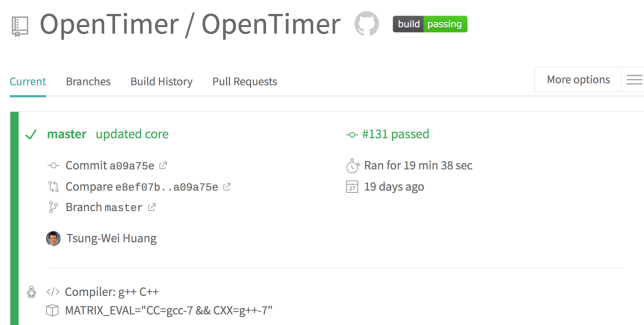 OpenTimer / OpenTimer build passing
Current Branches Build History Pull Requests More options
master updated core
#131 passed
Commit a09a75e
Ran for 19 min 38 sec
Compare e8ef07b..a09a75e
19 days ago
Branch master
Tsung-Wei Huang
</> Compiler: g++ C++
MATRIX_EVAL="CC=gcc-7 && CXX=g++-7"